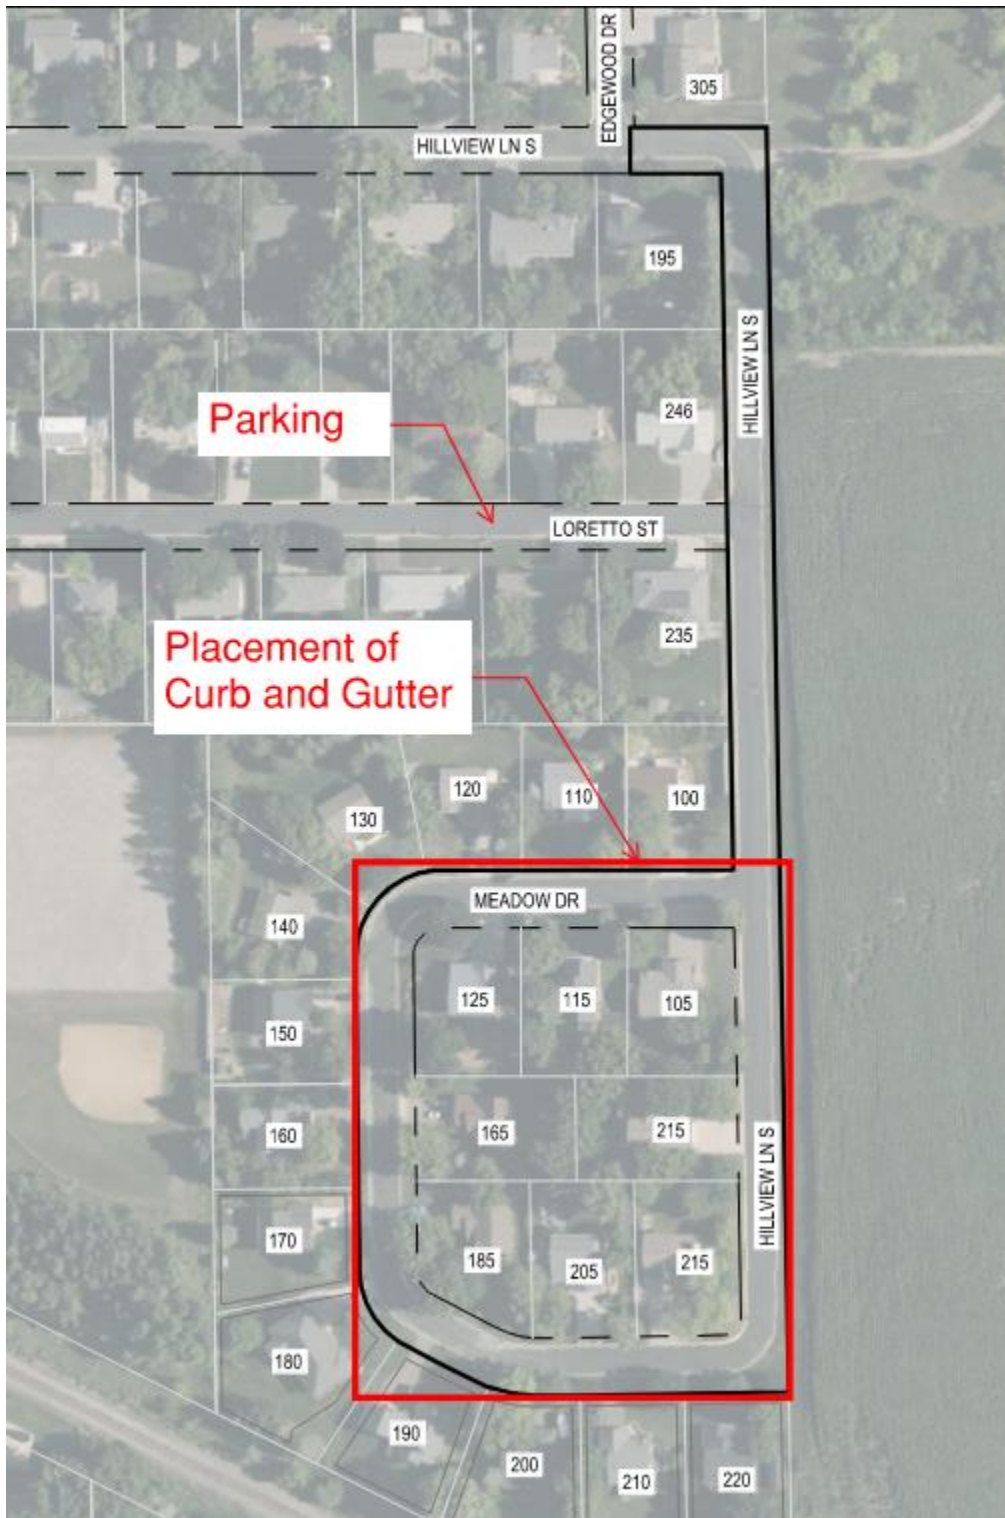 EDGEWOOD DR
305
HILLVIEW LN S
195
HILLVIEW LN S
246
Parking
LORETTO ST
235
Placement of
Curb and Gutter
120
110
100
130
MEADOW DR
140
125
115
105
150
160
165
215
HILLVIEW LN S
170
185
205
215
180
190
200
210
220